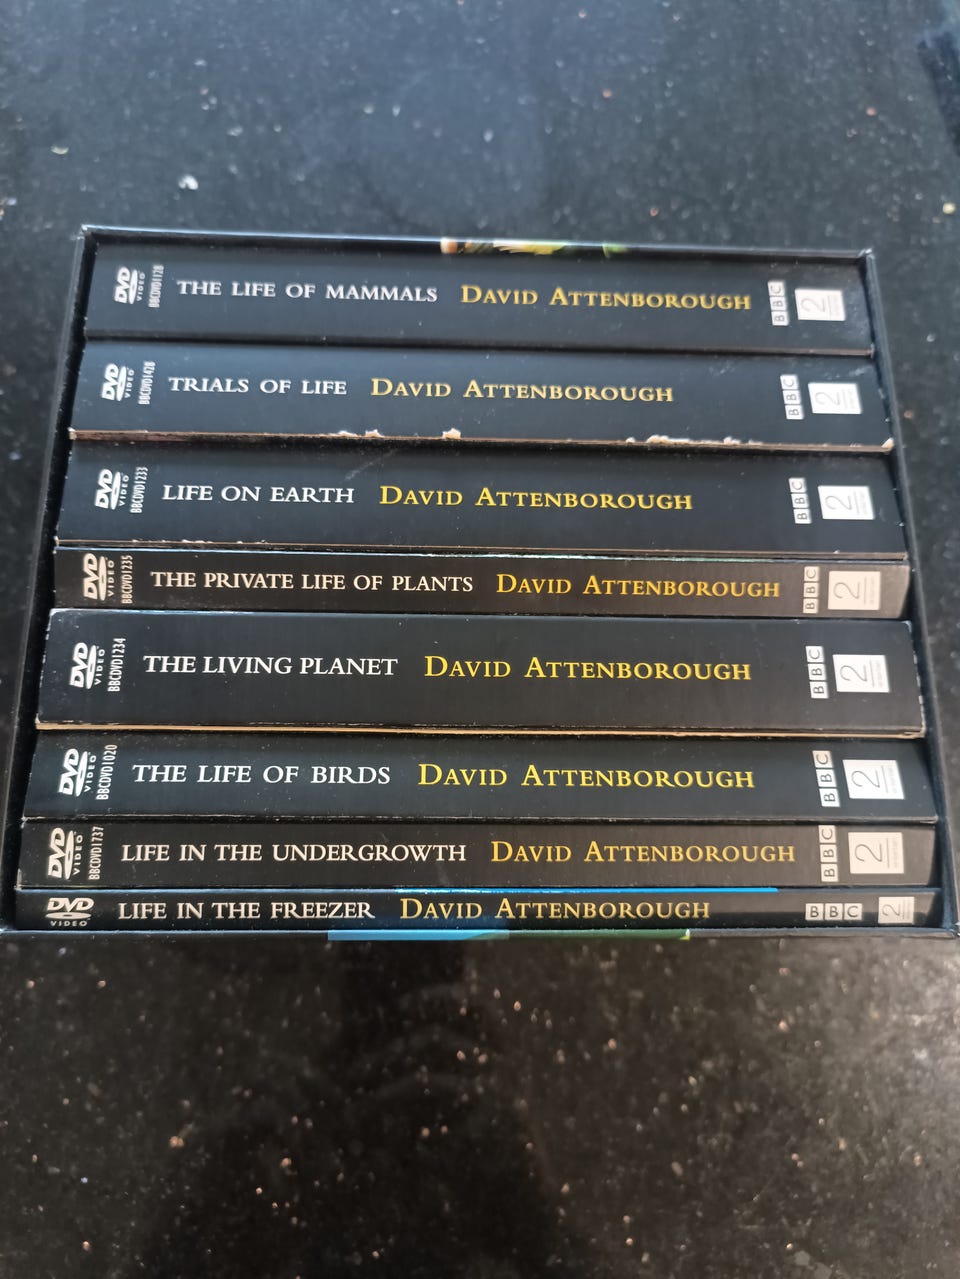 DVD VIDEO BBCDVD1128 THE LIFE OF MAMMALS DAVID ATTENBOROUGH BBC 2
DVD VIDEO BBCDVD1428 TRIALS OF LIFE DAVID ATTENBOROUGH BBC 2
DVD VIDEO BBCDVD1233 LIFE ON EARTH DAVID ATTENBOROUGH BBC 2
DVD VIDEO BBCDVD1235 THE PRIVATE LIFE OF PLANTS DAVID ATTENBOROUGH BBC 2
DVD VIDEO BBCDVD1234 THE LIVING PLANET DAVID ATTENBOROUGH BBC 2
DVD VIDEO BBCDVD1020 THE LIFE OF BIRDS DAVID ATTENBOROUGH BBC 2
DVD VIDEO BBCDVD1737 LIFE IN THE UNDERGROWTH DAVID ATTENBOROUGH BBC 2
DVD VIDEO LIFE IN THE FREEZER DAVID ATTENBOROUGH BBC 2